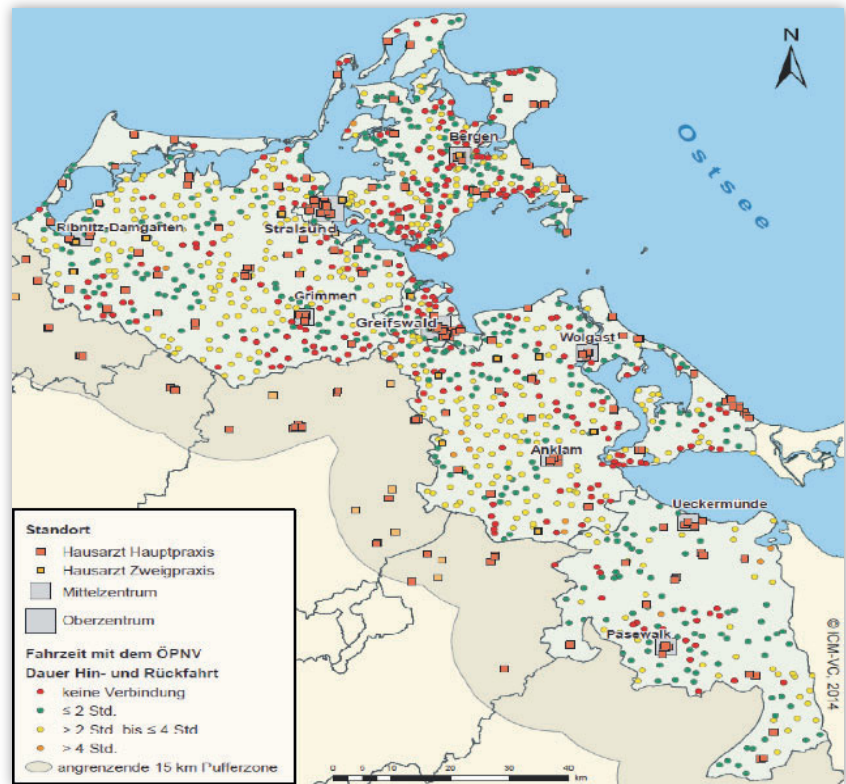 N
Ostsee
Bergen
Ribnitz-Damgarten
Stralsund
Grimmen
Greifswald
Wolgast
Anklam
Ueckermünde
Päsewalk
Standort
Hausarzt Hauptpraxis
Hausarzt Zweigpraxis
Mittelzentrum
Oberzentrum
Fahrzeit mit dem ÖPNV
Dauer Hin- und Rückfahrt
keine Verbindung
≤ 2 Std.
> 2 Std. bis ≤ 4 Std
> 4 Std.
angrenzende 15 km Pufferzone
0 5 10 20 30 40
km
© ICM-VC, 2014